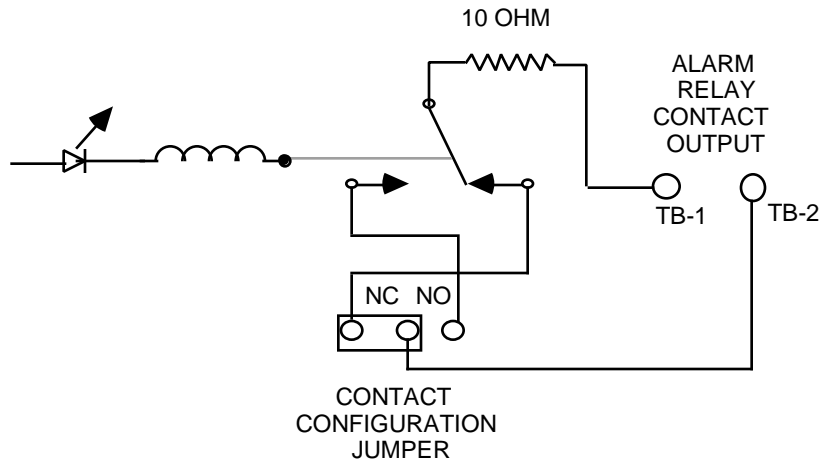 10 OHM
ALARM
RELAY
CONTACT
OUTPUT
TB-1
TB-2
NC NO
CONTACT
CONFIGURATION
JUMPER